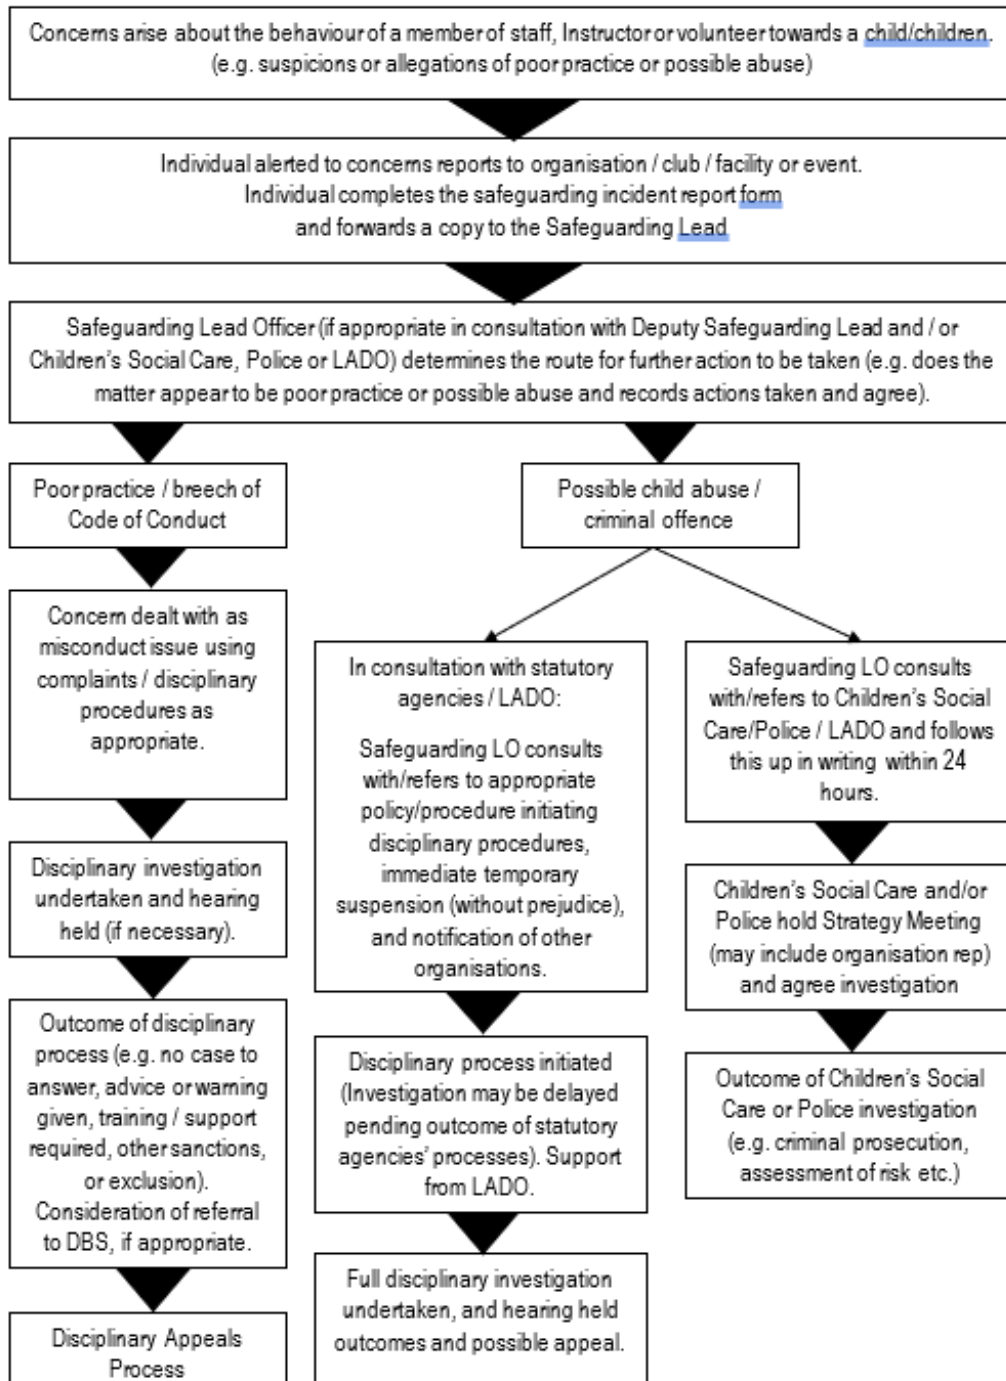 Concerns arise about the behaviour of a member of staff, Instructor or volunteer towards a child/children.
(e.g. suspicions or allegations of poor practice or possible abuse)
Individual alerted to concerns reports to organisation / club / facility or event.
Individual completes the safeguarding incident report form
and forwards a copy to the Safeguarding Lead
Safeguarding Lead Officer (if appropriate in consultation with Deputy Safeguarding Lead and / or
Children's Social Care, Police or LADO) determines the route for further action to be taken (e.g. does the
matter appear to be poor practice or possible abuse and records actions taken and agree).
Poor practice / breech of
Code of Conduct
Concern dealt with as
misconduct issue using
complaints / disciplinary
procedures as
appropriate.
Disciplinary investigation
undertaken and hearing
held (if necessary).
Outcome of disciplinary
process (e.g. no case to
answer, advice or warning
given, training / support
required, other sanctions,
or exclusion).
Consideration of referral
to DBS, if appropriate.
Disciplinary Appeals
Process
Possible child abuse /
criminal offence
In consultation with statutory
agencies / LADO:
Safeguarding LO consults
with/refers to appropriate
policy/procedure initiating
disciplinary procedures,
immediate temporary
suspension (without prejudice),
and notification of other
organisations.
Disciplinary process initiated
(Investigation may be delayed
pending outcome of statutory
agencies' processes). Support
from LADO.
Full disciplinary investigation
undertaken, and hearing held
outcomes and possible appeal.
Safeguarding LO consults
with/refers to Children's Social
Care/Police / LADO and follows
this up in writing within 24
hours.
Children's Social Care and/or
Police hold Strategy Meeting
(may include organisation rep)
and agree investigation
Outcome of Children's Social
Care or Police investigation
(e.g. criminal prosecution,
assessment of risk etc.)